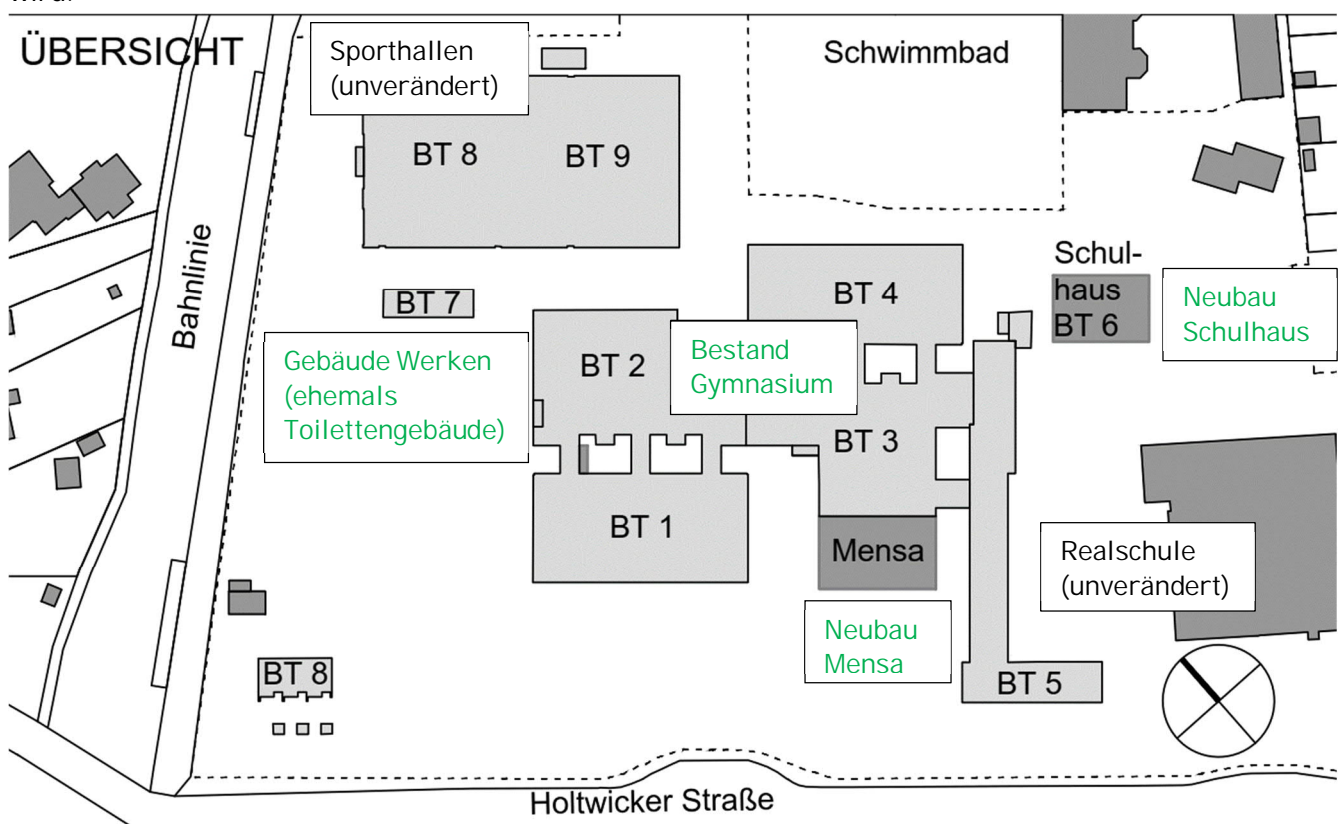 ÜBERSICHT
Sporthallen
(unverändert)
Schwimmbad
BT 8
BT 9
Bahnlinie
BT 7
Schul-
haus
BT 6
Neubau
Schulhaus
BT 4
Gebäude Werken
(ehemals
Toilettengebäude)
BT 2
Bestand
Gymnasium
BT 3
BT 1
Mensa
Realschule
(unverändert)
Neubau
Mensa
BT 8
BT 5
Holtwicker Straße